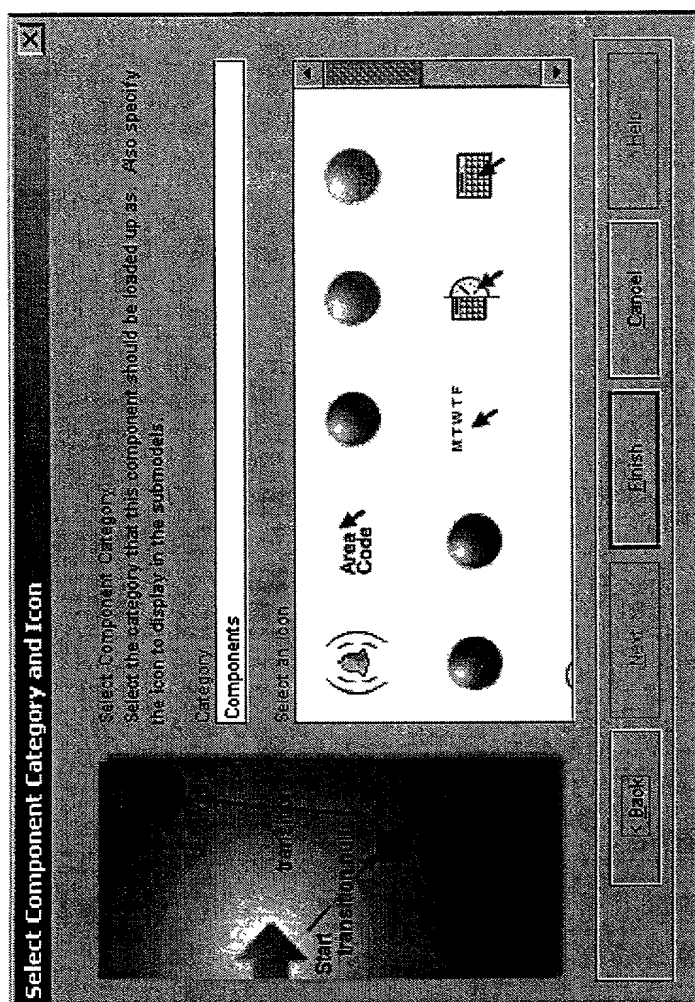 Select Component Category and Icon
Select Component Category
Select the category that this component should be loaded up as. Also specify
the icon to display in the submodels.
Category
Components
Select an Icon
Area
Code
M T W T F
Start
transition
transition null
< Back
Next
Finish
Cancel
Help